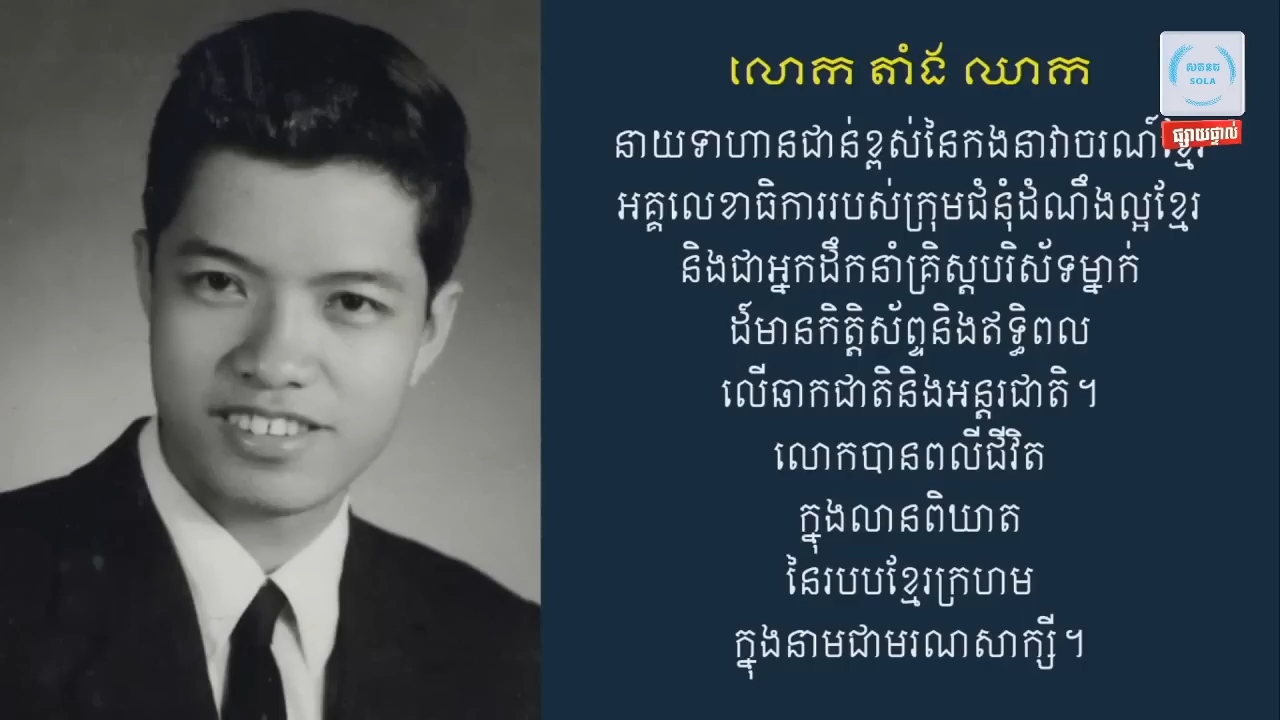 លោក តាំង ឈាក
នាយទាហានជាន់ខ្ពស់នៃកងនាវាចរណ៍ខ្មែរ
អគ្គលេខាធិការរបស់ក្រុមជំនុំដំណឹងល្អខ្មែរ
និងជាអ្នកដឹកនាំគ្រិស្តបរិស័ទម្នាក់
ដ៍មានកិត្តិស័ព្ទនិងឥទ្ធិពល
លើឆាកជាតិនិងអន្តរជាតិ។
លោកបានពលីជីវិត
ក្នុងលានពិឃាត
នៃរបបខ្មែរក្រហម
ក្នុងនាមជាមរណសាក្សី។
SOLA
ផ្សាយផ្ទាល់